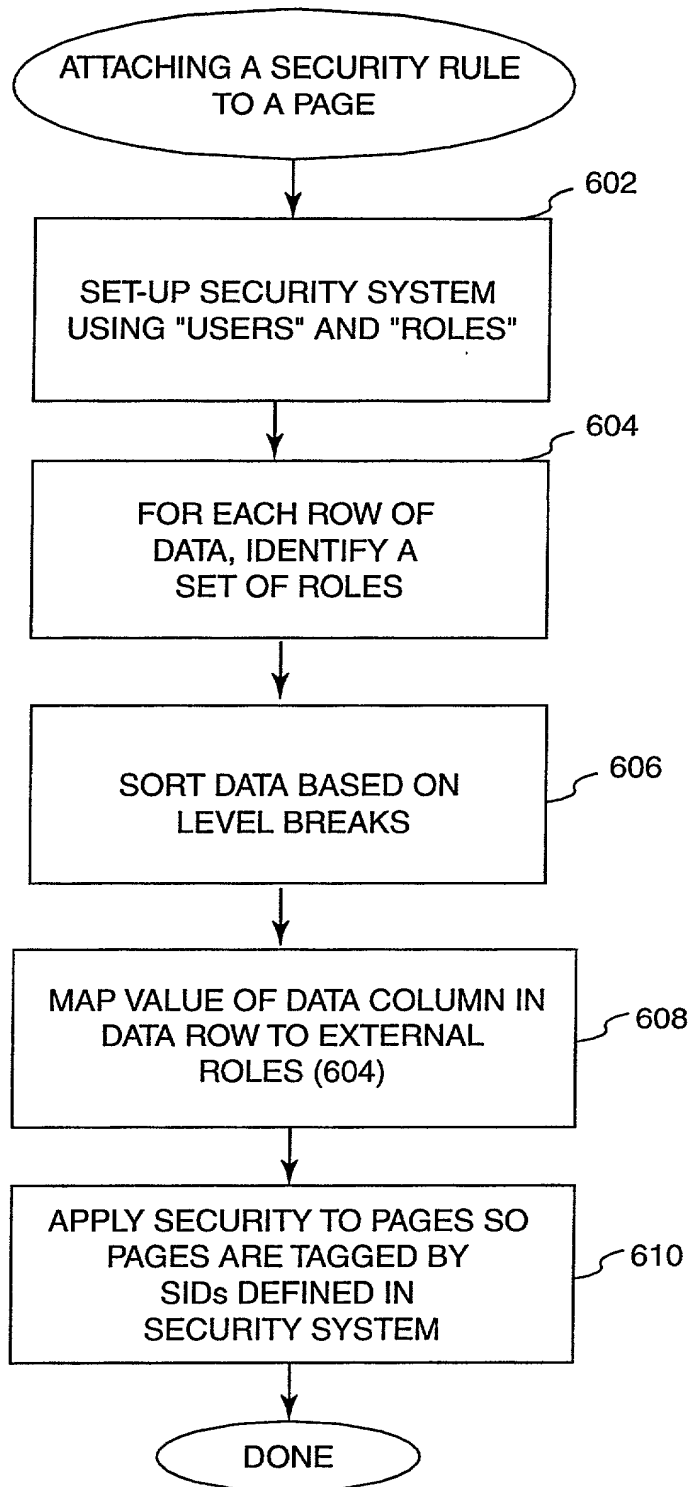 ATTACHING A SECURITY RULE
TO A PAGE
602
SET-UP SECURITY SYSTEM
USING "USERS" AND "ROLES"
604
FOR EACH ROW OF
DATA, IDENTIFY A
SET OF ROLES
606
SORT DATA BASED ON
LEVEL BREAKS
608
MAP VALUE OF DATA COLUMN IN
DATA ROW TO EXTERNAL
ROLES (604)
610
APPLY SECURITY TO PAGES SO
PAGES ARE TAGGED BY
SIDs DEFINED IN
SECURITY SYSTEM
DONE